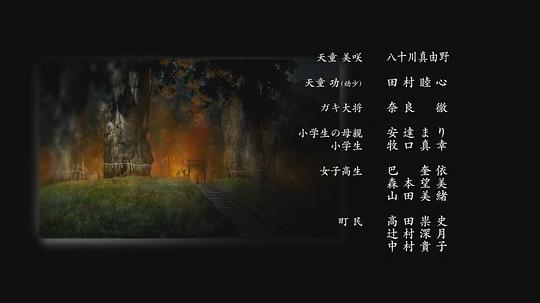 天童 美咲 八十川真由野
天童 功(幼少) 田村睦心
ガキ大将 奈良 徹
小学生の母親 安達まり
小学生 牧口真幸
女子高生 巴 奎依
森本望美
山田美緒
町民 高田祟史
辻村深月
中村貴子